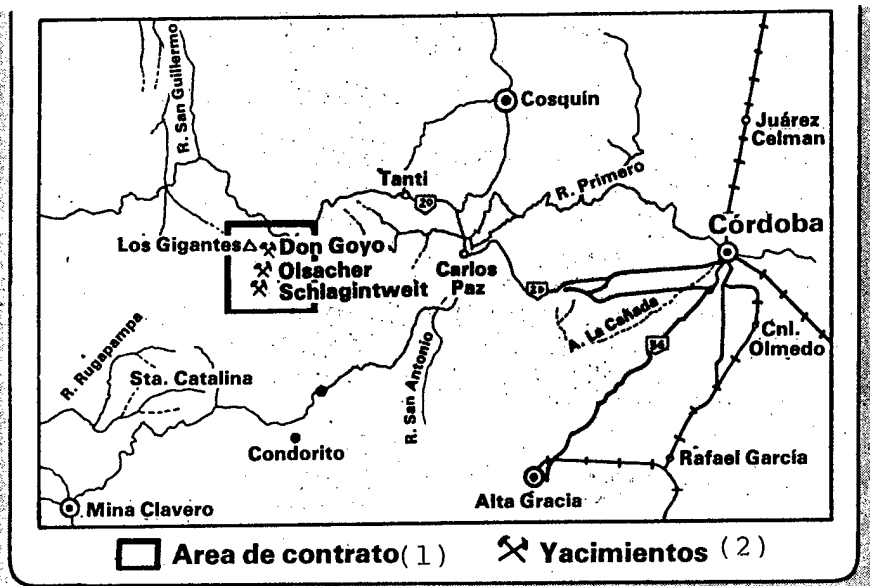 R. San Guillermo
Cosquín
Juárez
Celman
Tanti
20
R. Primero
Córdoba
Los Gigantes
Don Goyo
Olsacher
Schlagintweit
Carlos
Paz
20
A. La Cañada
Cnl.
Olmedo
34
R. Rugapampa
Sta. Catalina
R. San Antonio
Condorito
Rafael García
Alta Gracia
Mina Clavero
Area de contrato (1)
Yacimientos (2)